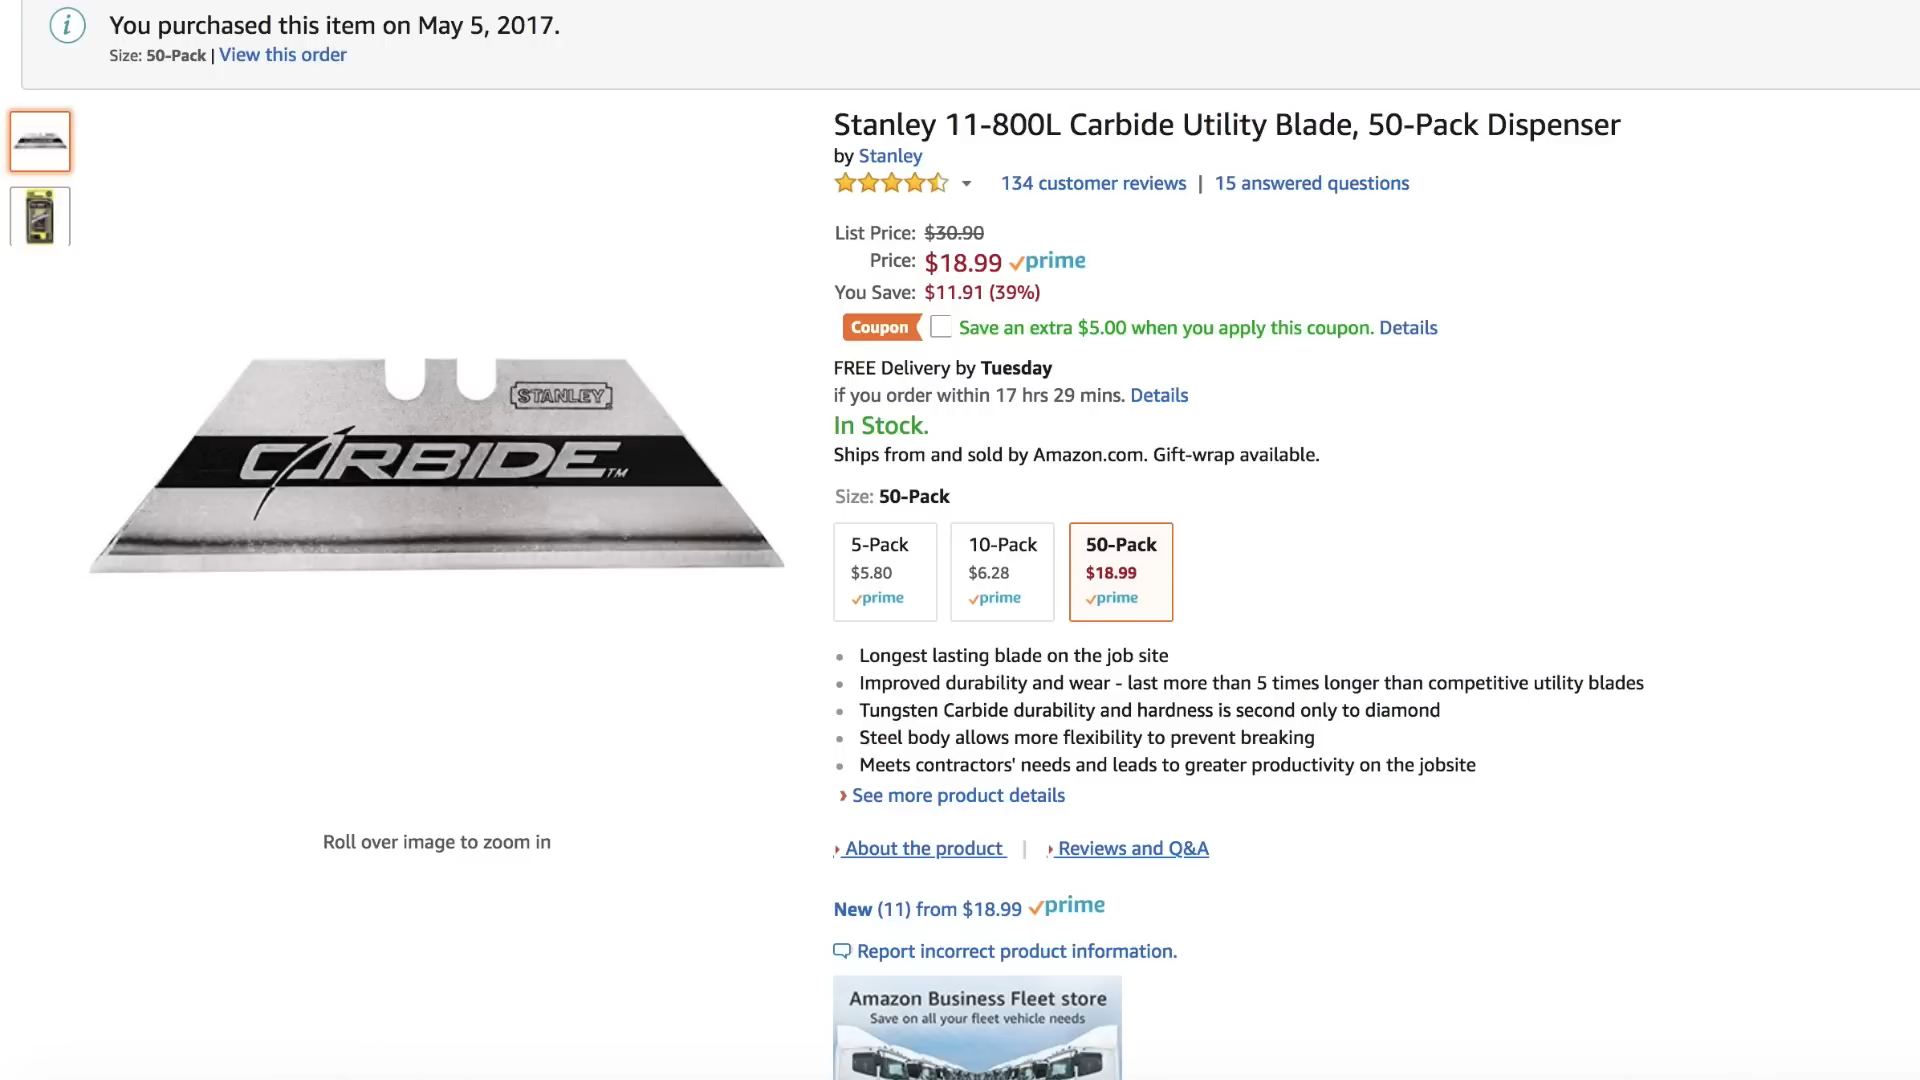 You purchased this item on May 5, 2017.
Size: 50-Pack | View this order
Stanley 11-800L Carbide Utility Blade, 50-Pack Dispenser
by Stanley
134 customer reviews | 15 answered questions
List Price: $30.90
Price: $18.99 prime
You Save: $11.91 (39%)
Coupon Save an extra $5.00 when you apply this coupon. Details
FREE Delivery by Tuesday
if you order within 17 hrs 29 mins. Details
In Stock.
Ships from and sold by Amazon.com. Gift-wrap available.
Size: 50-Pack
5-Pack 10-Pack 50-Pack
$5.80 $6.28 $18.99
prime prime prime
• Longest lasting blade on the job site
• Improved durability and wear - last more than 5 times longer than competitive utility blades
• Tungsten Carbide durability and hardness is second only to diamond
• Steel body allows more flexibility to prevent breaking
• Meets contractors' needs and leads to greater productivity on the jobsite
› See more product details
About the product | Reviews and Q&A
New (11) from $18.99 prime
Report incorrect product information.
Amazon Business Fleet store
Save on all your fleet vehicle needs
STANLEY
CARBIDE™
Roll over image to zoom in